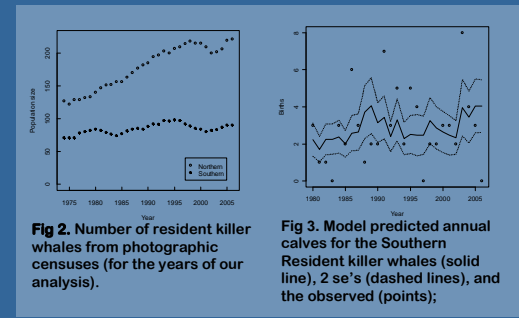 200
150
100
50
0
Population size
Northern
Southern
1975 1980 1985 1990 1995 2000 2005
Year
Fig 2. Number of resident killer
whales from photographic
censuses (for the years of our
analysis).
8
6
4
2
0
Births
1980 1985 1990 1995 2000 2005
Year
Fig 3. Model predicted annual
calves for the Southern
Resident killer whales (solid
line), 2 se's (dashed lines), and
the observed (points);